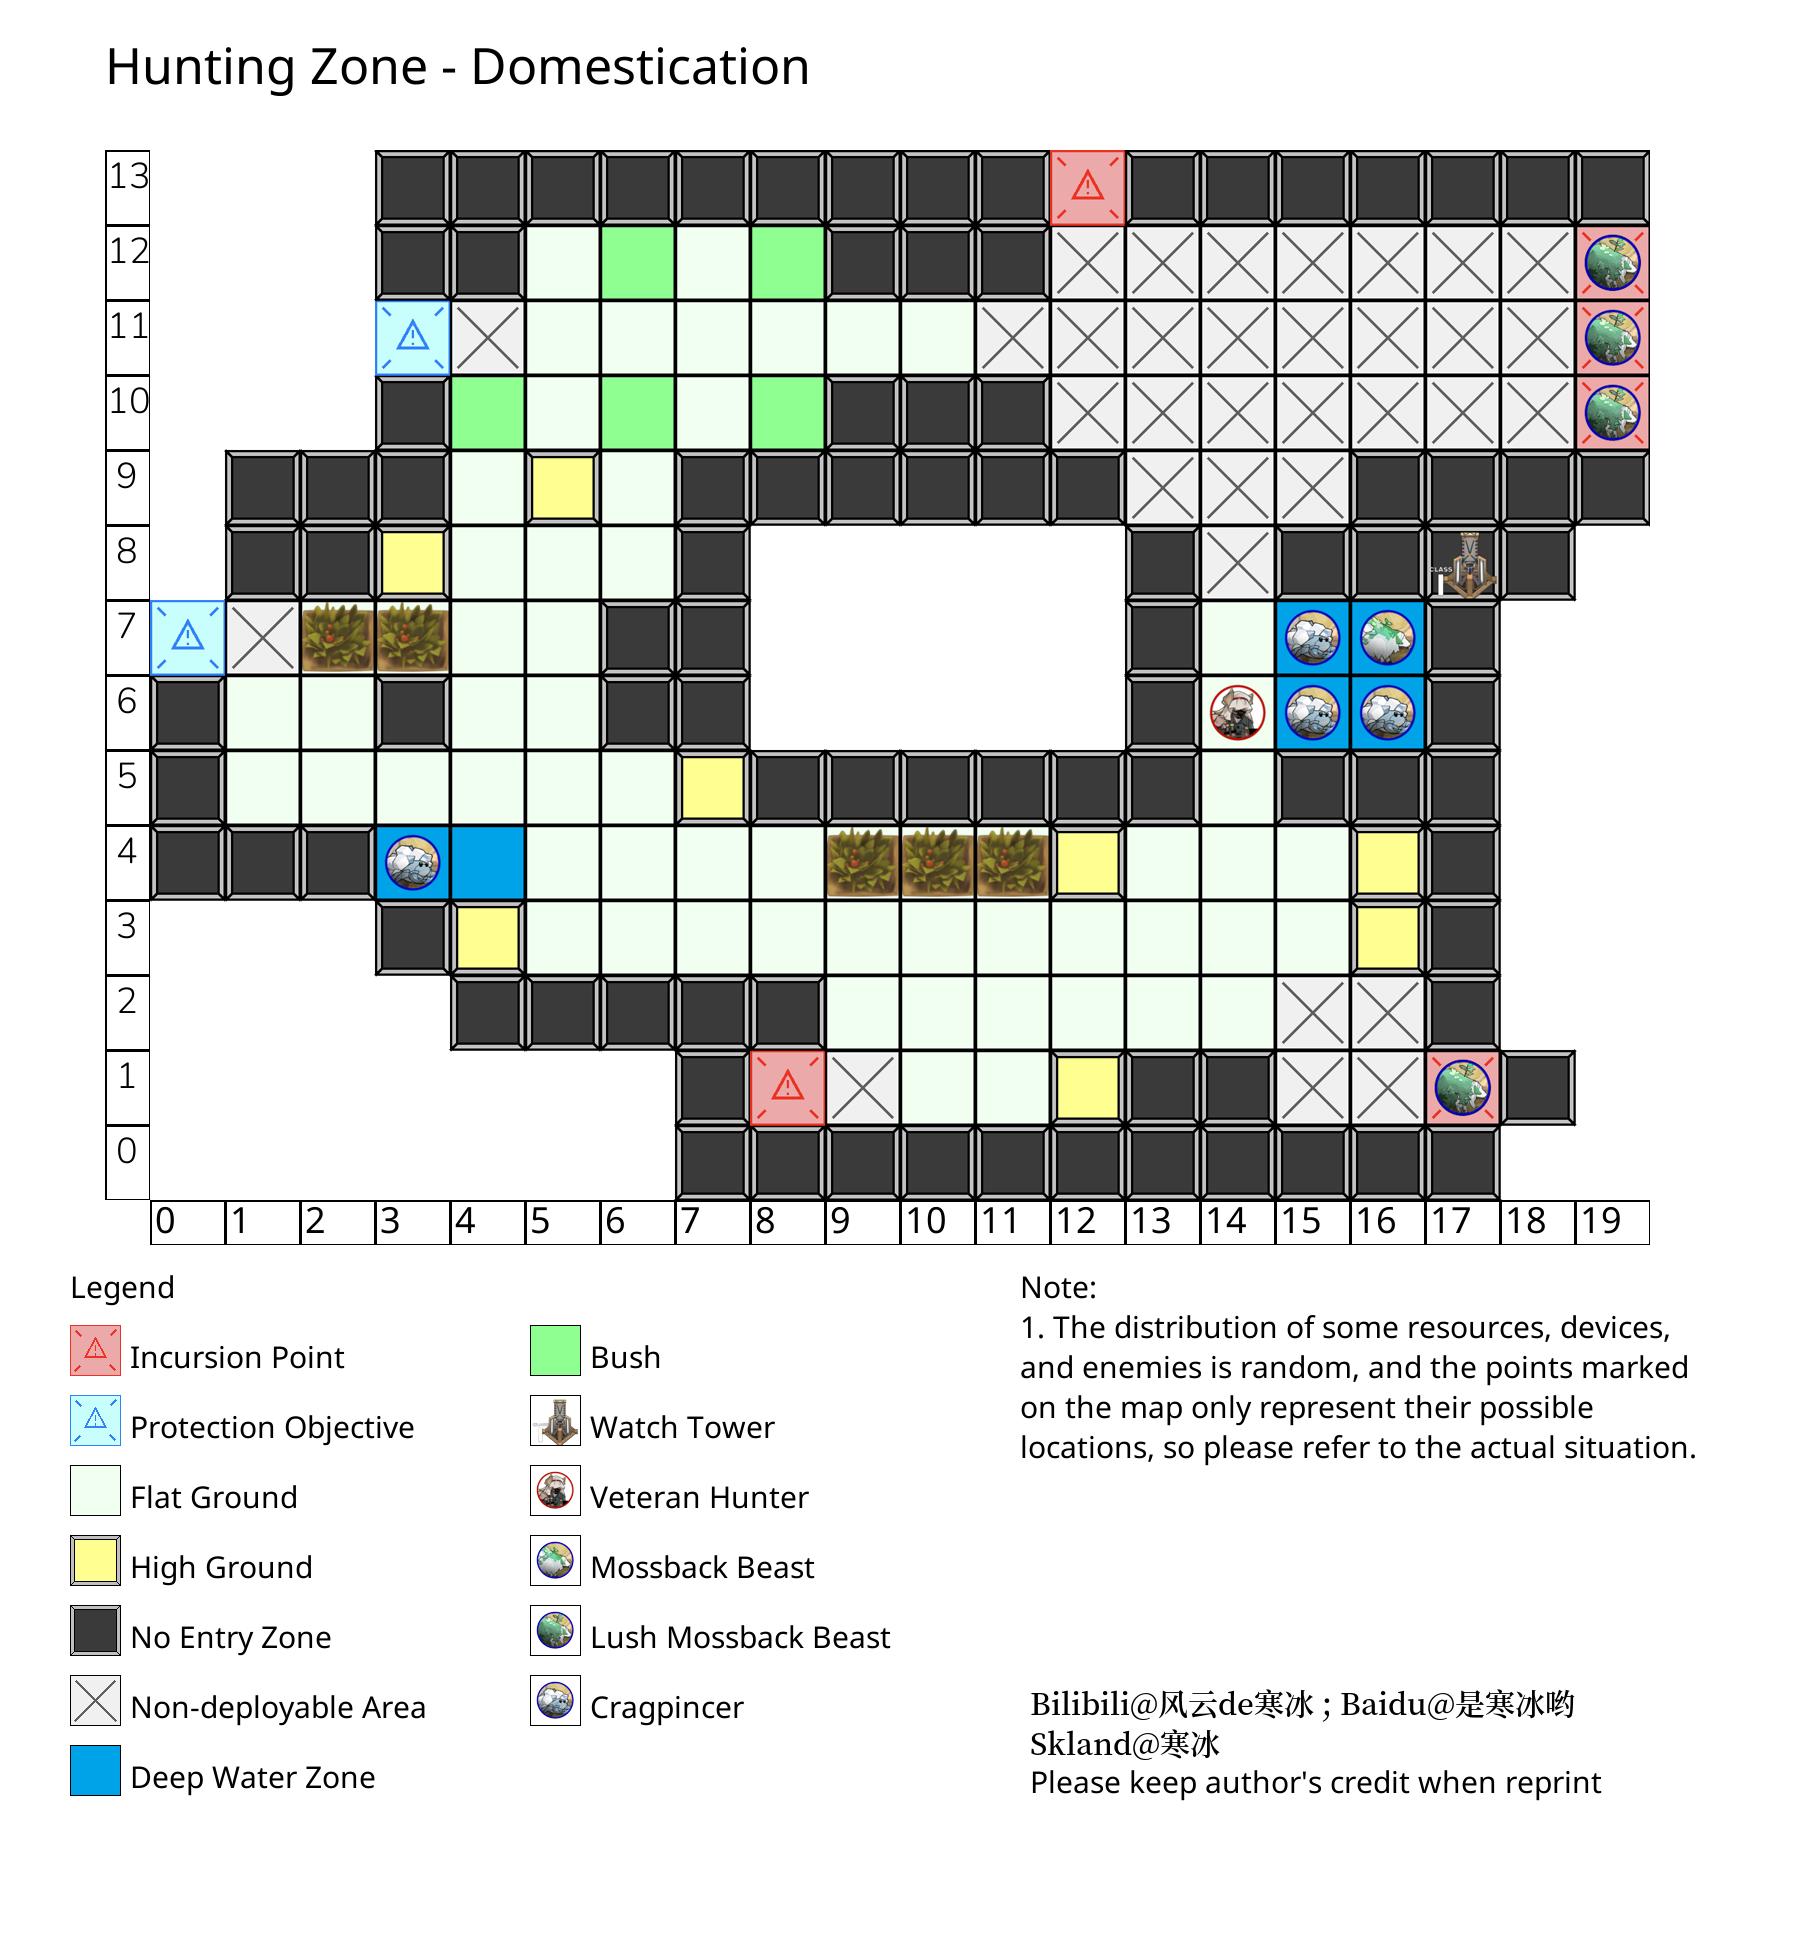 Hunting Zone - Domestication
13
12
11
10
9
8
CLASS
7
6
5
4
3
2
1
0
0 1 2 3 4 5 6 7 8 9 10 11 12 13 14 15 16 17 18 19
Legend
Incursion Point
Protection Objective
Flat Ground
High Ground
No Entry Zone
Non-deployable Area
Deep Water Zone
Bush
Watch Tower
Veteran Hunter
Mossback Beast
Lush Mossback Beast
Cragpincer
Note:
1. The distribution of some resources, devices,
and enemies is random, and the points marked
on the map only represent their possible
locations, so please refer to the actual situation.
Bilibili@风云de寒冰 ; Baidu@是寒冰哟
Skland@寒冰
Please keep author's credit when reprint